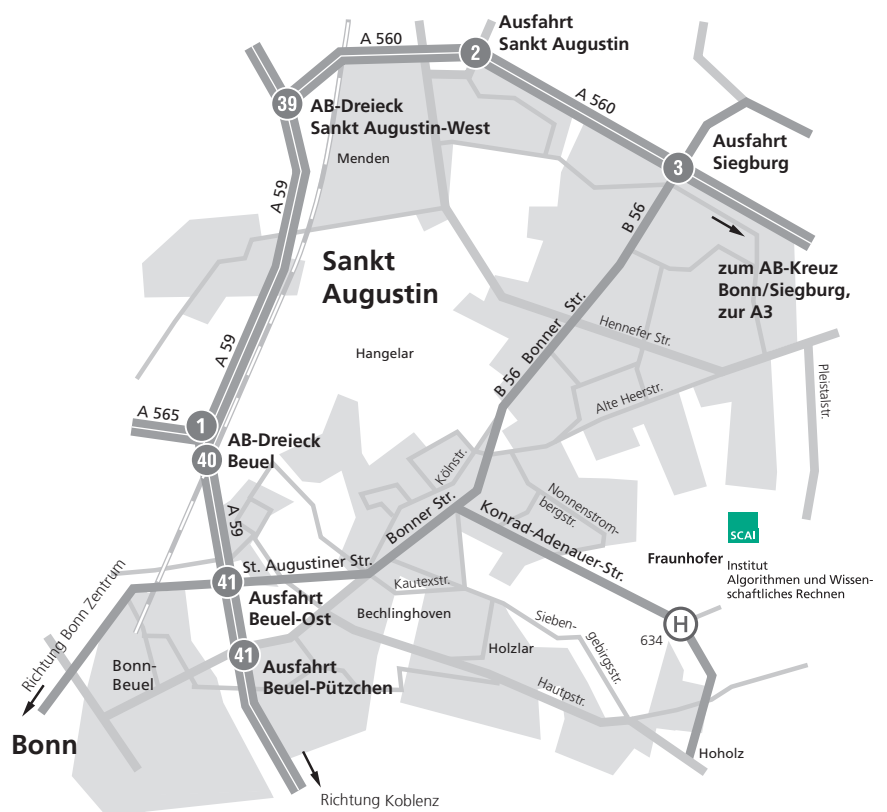 A 560
Ausfahrt
Sankt Augustin
2
39
AB-Dreieck
Sankt Augustin-West
Menden
A 560
Ausfahrt
Siegburg
3
A 59
B 56
zum AB-Kreuz
Bonn/Siegburg,
zur A3
Sankt
Augustin
Hangelar
A 59
B 56 Bonner Str.
Hennefer Str.
Alte Heerstr.
Pleistalstr.
A 565
1
40
AB-Dreieck
Beuel
Kölnstr.
A 59
Bonner Str.
Nonnenstrom-
bergstr.
Konrad-Adenauer-Str.
SCAI
Fraunhofer
Institut
Algorithmen und Wissen-
schaftliches Rechnen
St. Augustiner Str.
41
Ausfahrt
Beuel-Ost
Kautexstr.
Bechlinghoven
Sieben-
gebirgsstr.
H
634
Richtung Bonn Zentrum
41
Ausfahrt
Beuel-Pützchen
Bonn-
Beuel
Holzlar
Hauptstr.
Hoholz
Bonn
Richtung Koblenz